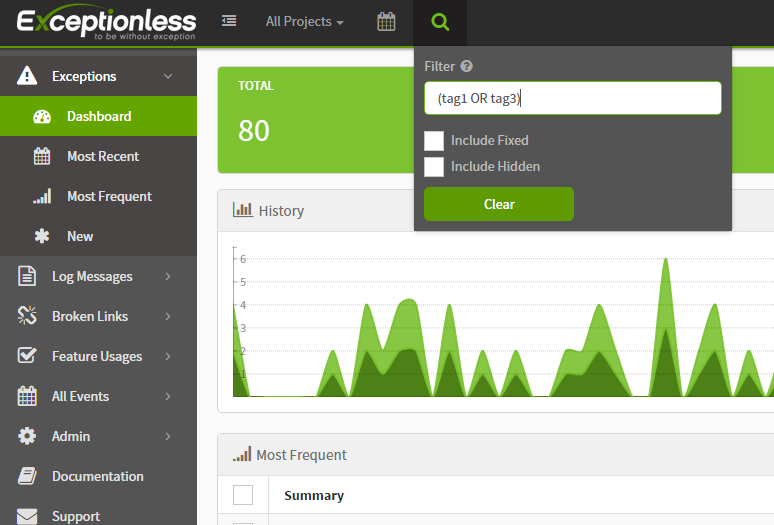 Exceptionless
to be without exception
All Projects
Exceptions
Dashboard
Most Recent
Most Frequent
New
Log Messages
Broken Links
Feature Usages
All Events
Admin
Documentation
Support
TOTAL
80
Filter
(tag1 OR tag3)
Include Fixed
Include Hidden
Clear
History
6
5
4
3
2
1
Most Frequent
Summary